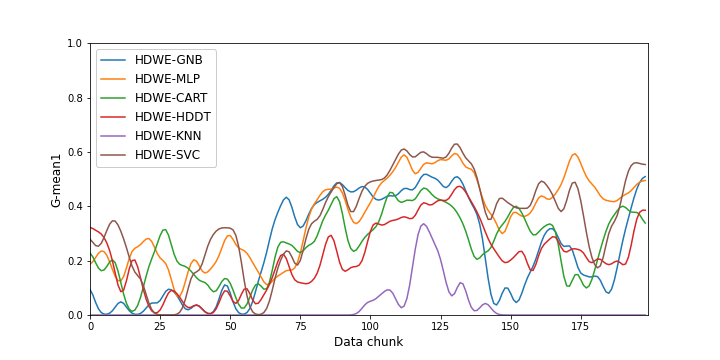 1.0
0.8
0.6
0.4
0.2
0.0
G-mean1
HDWE-GNB
HDWE-MLP
HDWE-CART
HDWE-HDDT
HDWE-KNN
HDWE-SVC
0 25 50 75 100 125 150 175
Data chunk